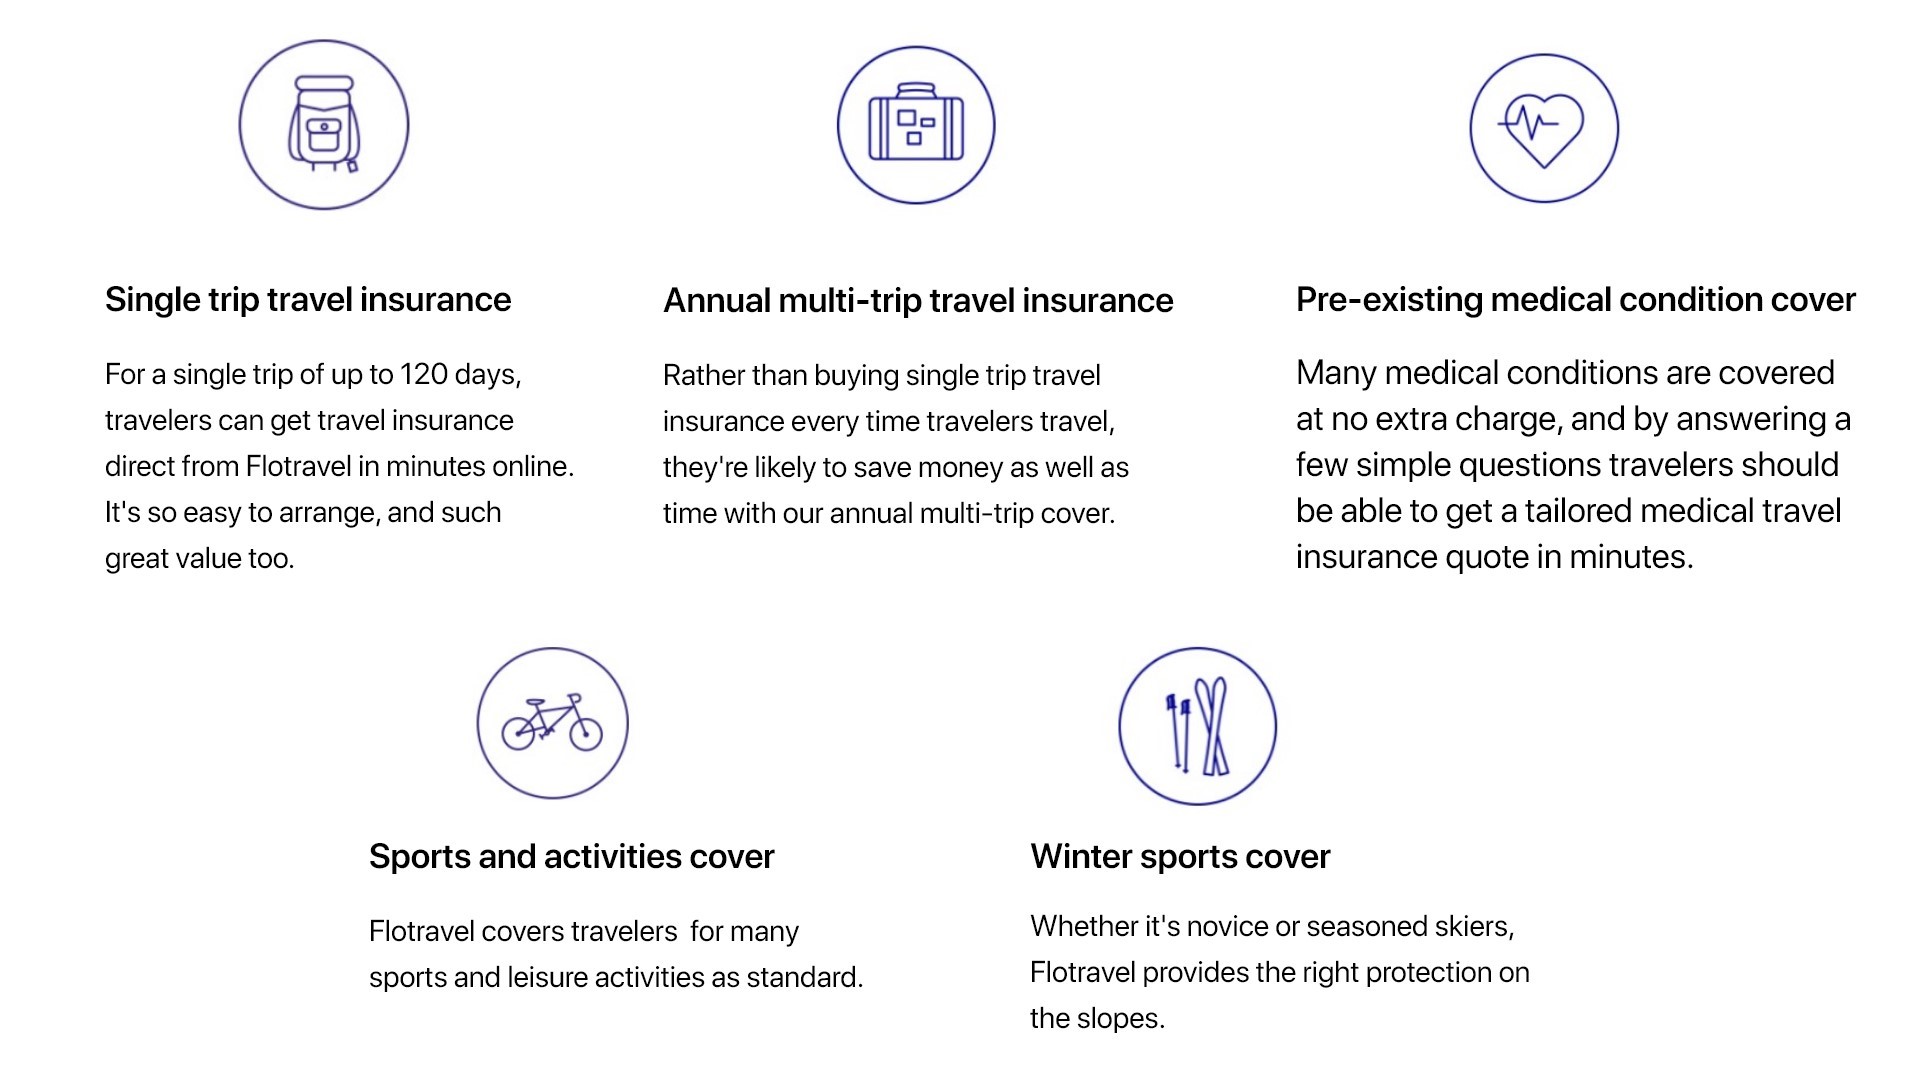 Single trip travel insurance
For a single trip of up to 120 days,
travelers can get travel insurance
direct from Flotravel in minutes online.
It's so easy to arrange, and such
great value too.
Annual multi-trip travel insurance
Rather than buying single trip travel
insurance every time travelers travel,
they're likely to save money as well as
time with our annual multi-trip cover.
Pre-existing medical condition cover
Many medical conditions are covered
at no extra charge, and by answering a
few simple questions travelers should
be able to get a tailored medical travel
insurance quote in minutes.
Sports and activities cover
Flotravel covers travelers  for many
sports and leisure activities as standard.
Winter sports cover
Whether it's novice or seasoned skiers,
Flotravel provides the right protection on
the slopes.